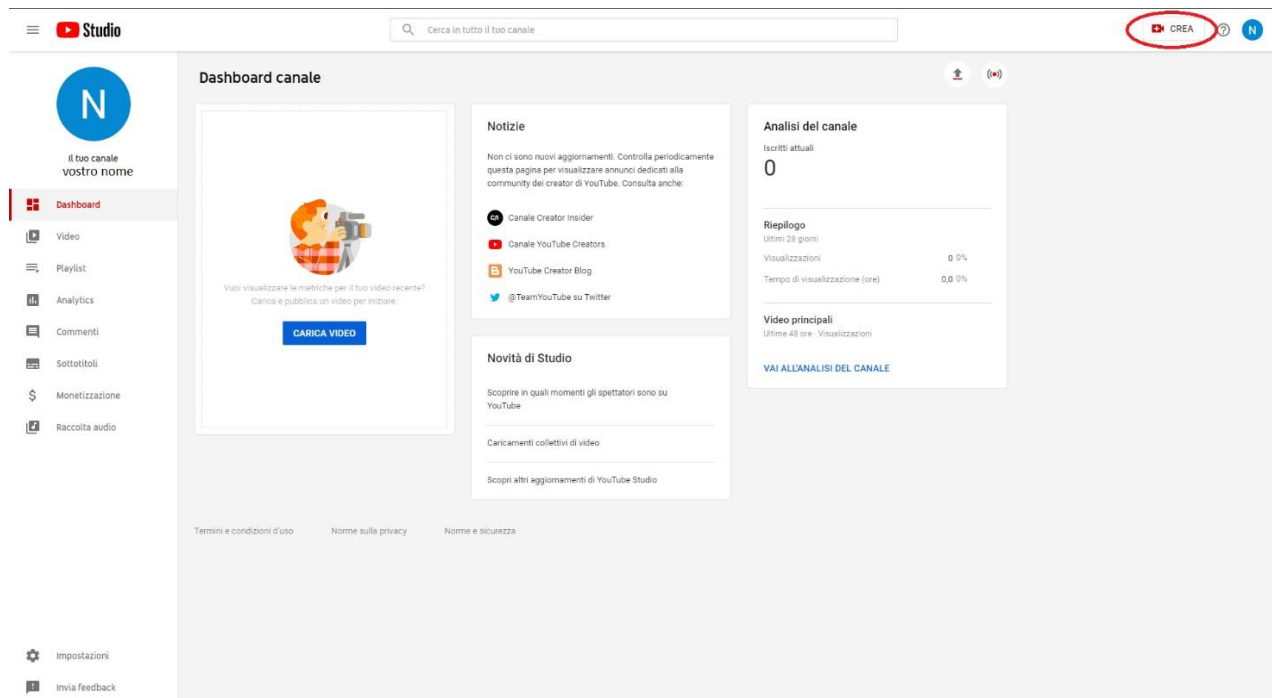 Studio
Cerca in tutto il tuo canale
CREA
N
N
Il tuo canale
vostro nome
Dashboard
Video
Playlist
Analytics
Commenti
Sottotitoli
Monetizzazione
Raccolta audio
Impostazioni
Invia feedback
Dashboard canale
Vuoi visualizzare le metriche per il tuo video recente?
Carica e pubblica un video per iniziare.
CARICA VIDEO
Notizie
Non ci sono nuovi aggiornamenti. Controlla periodicamente
questa pagina per visualizzare annunci dedicati alla
community dei creator di YouTube. Consulta anche:
Canale Creator Insider
Canale YouTube Creators
YouTube Creator Blog
@TeamYouTube su Twitter
Novità di Studio
Scoprire in quali momenti gli spettatori sono su
YouTube
Caricamenti collettivi di video
Scopri altri aggiornamenti di YouTube Studio
Analisi del canale
Iscritti attuali
0
Riepilogo
Ultimi 28 giorni
Visualizzazioni 0 0%
Tempo di visualizzazione (ore) 0,0 0%
Video principali
Ultime 48 ore · Visualizzazioni
VAI ALL'ANALISI DEL CANALE
Termini e condizioni d'uso Norme sulla privacy Norme e sicurezza